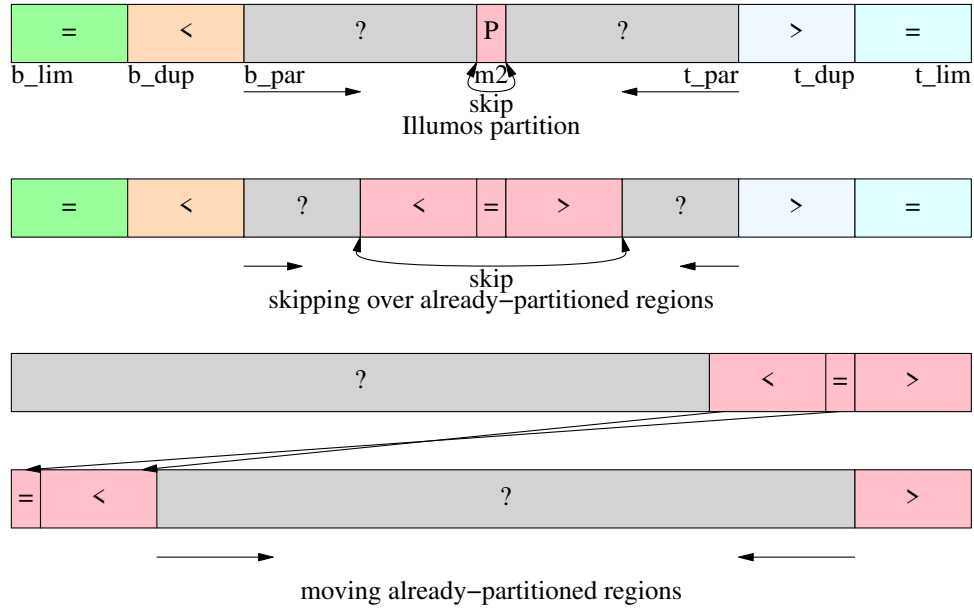 = < ? P ? > =
b_lim b_dup b_par m2 t_par t_dup t_lim
skip
Illumos partition
= < ? < = > ? > =
skip
skipping over already−partitioned regions
? < = >
= < ? >
moving already−partitioned regions